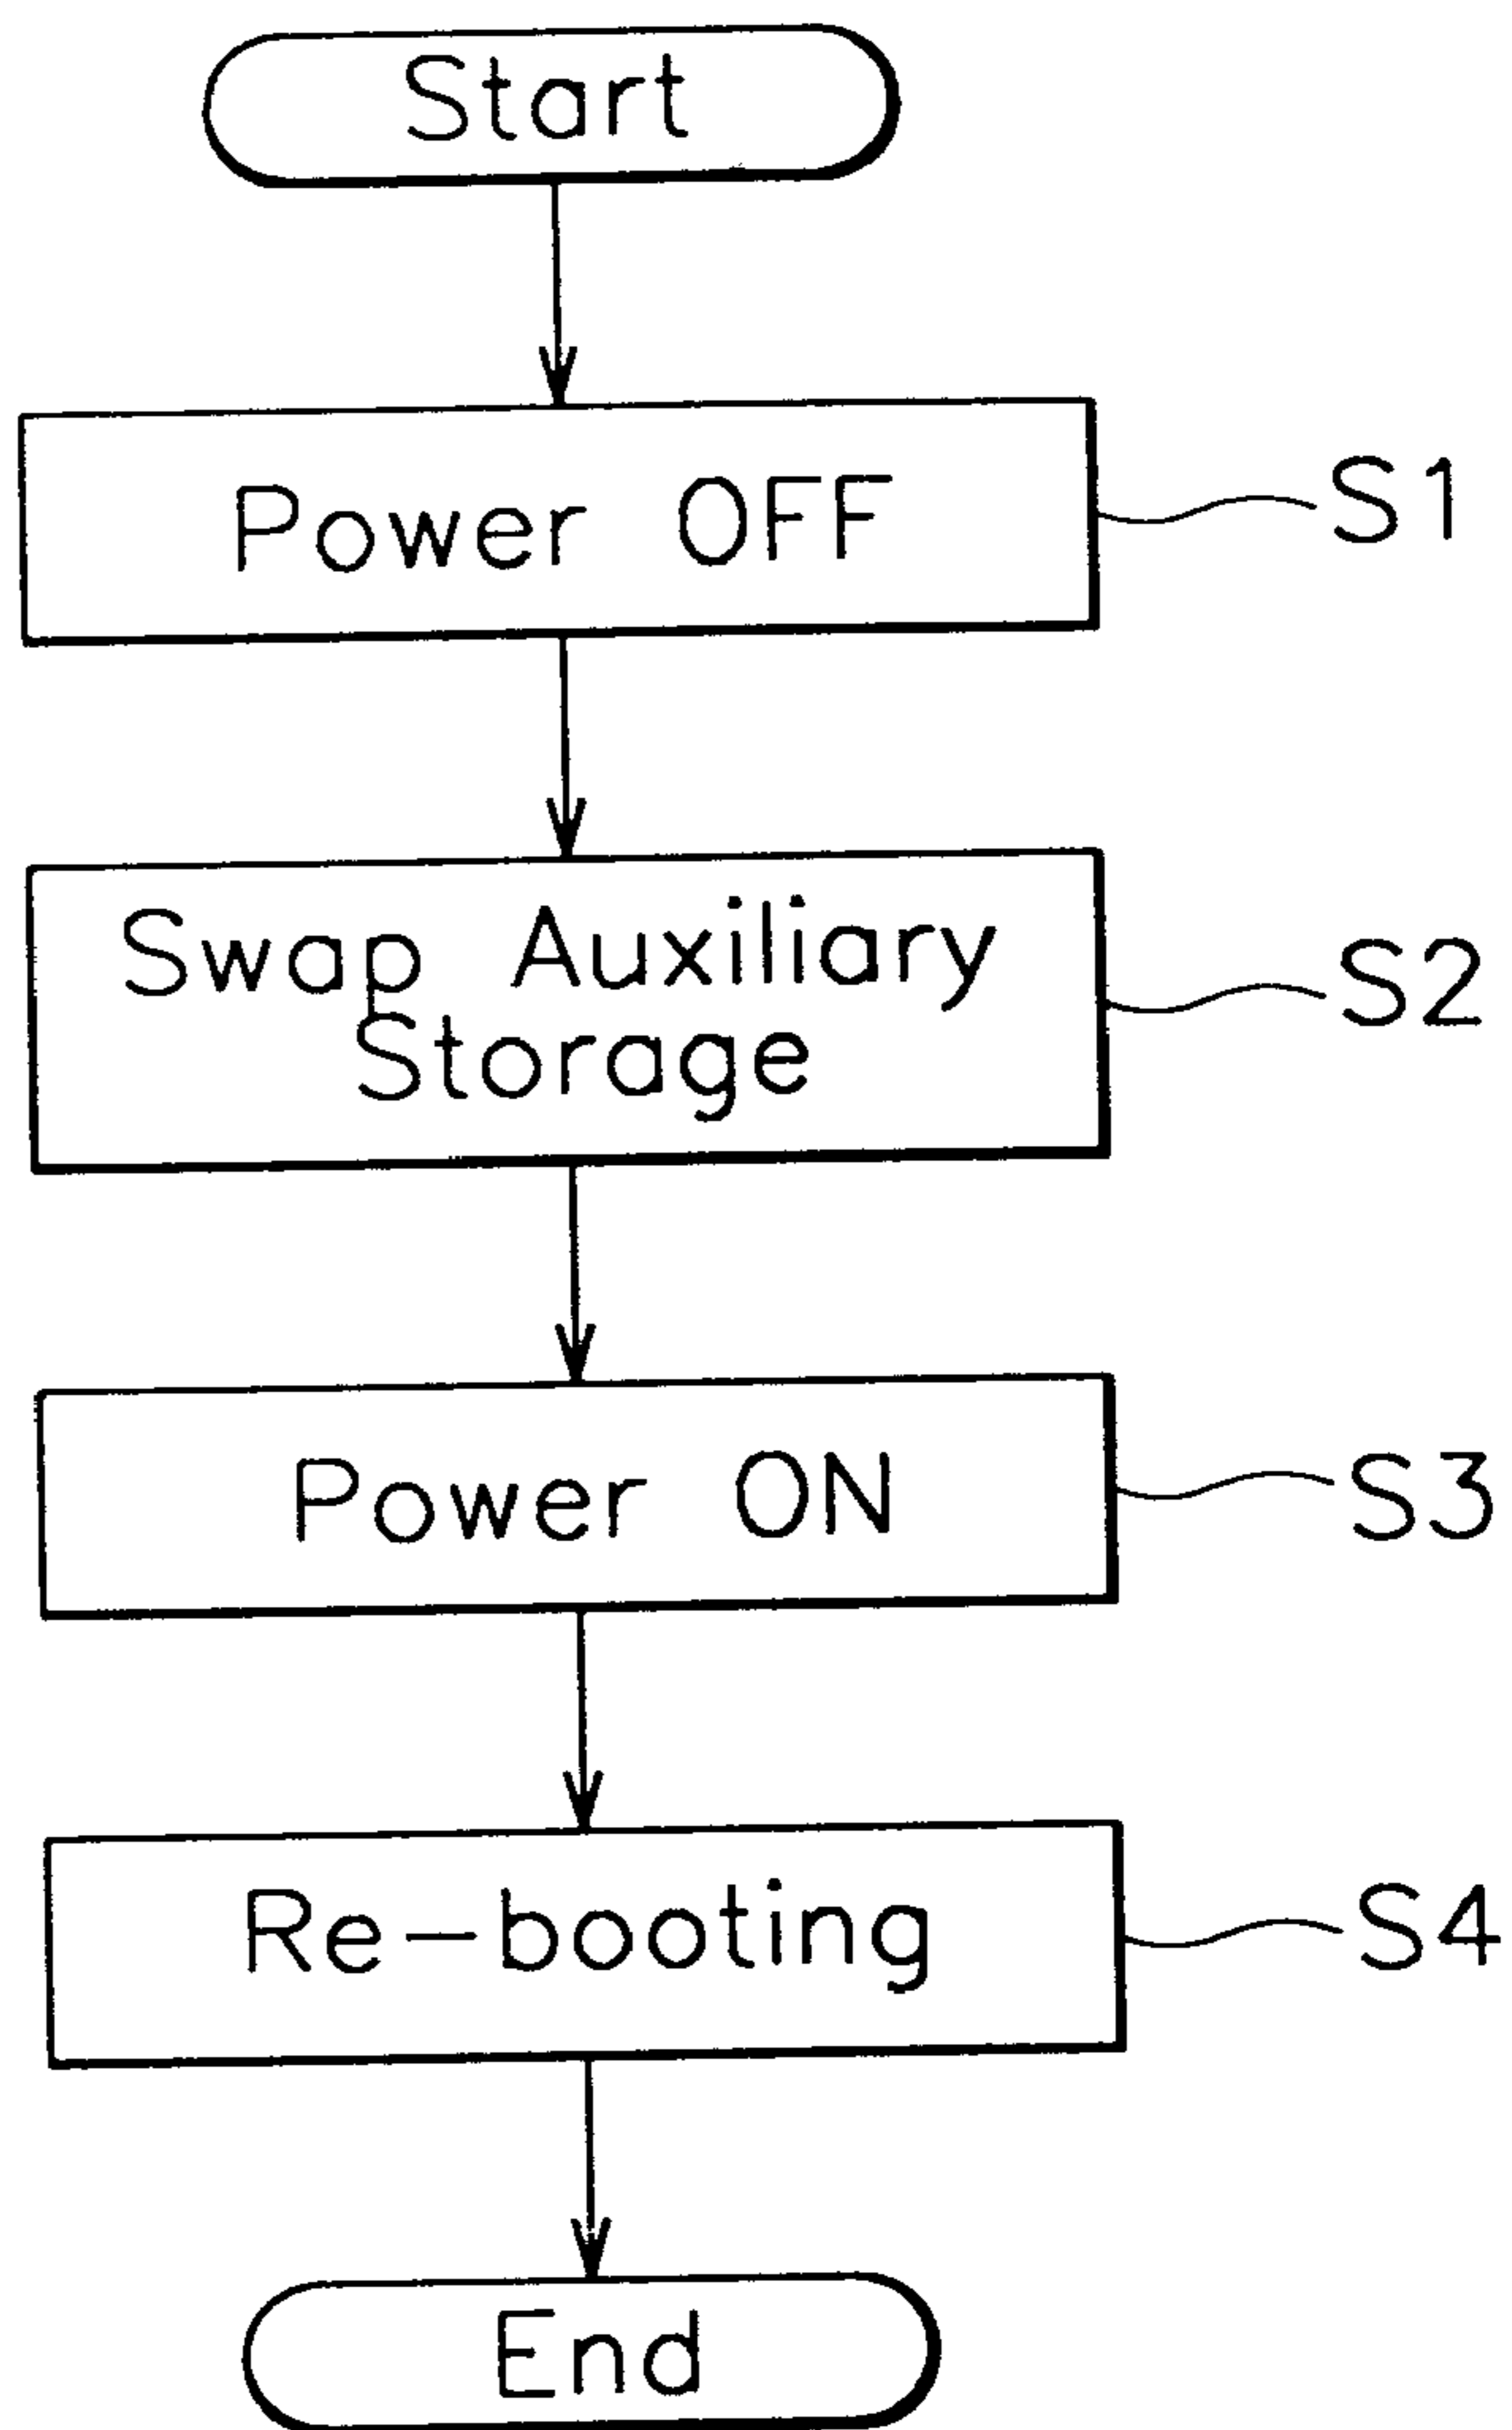 Start
Power OFF
S1
Swap Auxiliary
Storage
S2
Power ON
S3
Re-booting
S4
End